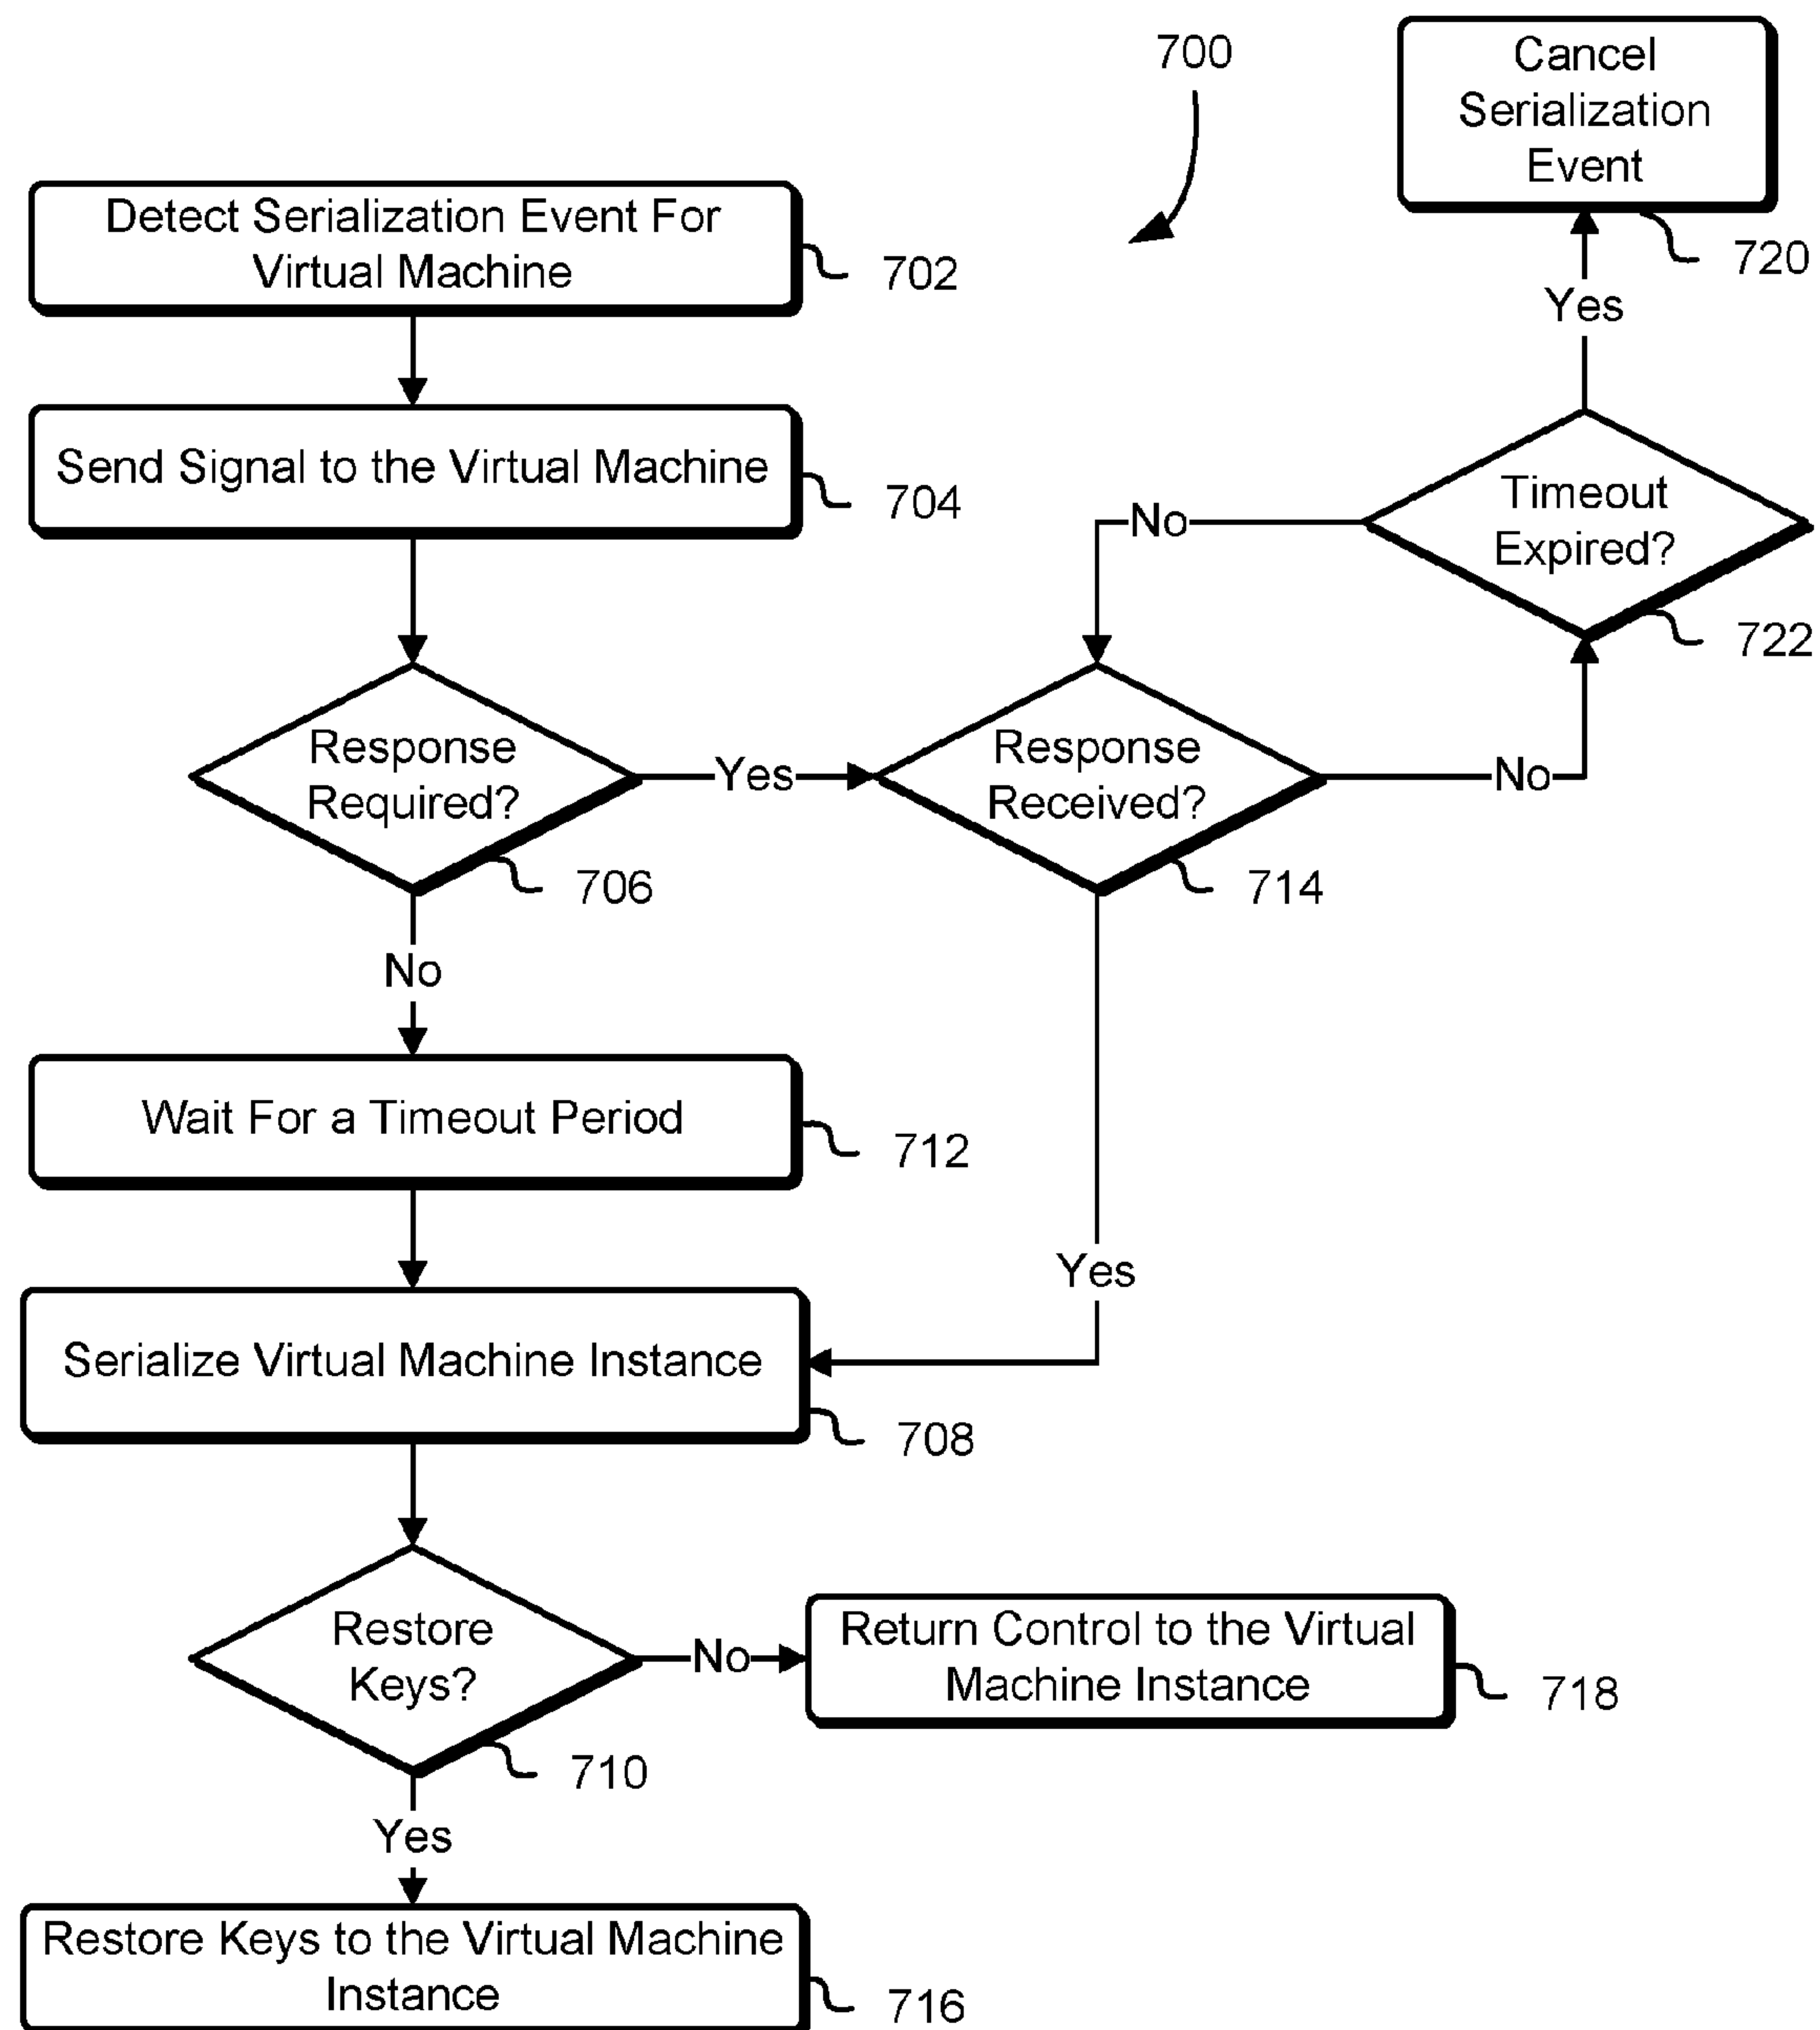 700
Cancel
Serialization
Event
720
Detect Serialization Event For
Virtual Machine
702
Yes
Send Signal to the Virtual Machine
704
Timeout
Expired?
722
No
Response
Required?
706
Yes
Response
Received?
714
No
No
Wait For a Timeout Period
712
Yes
Serialize Virtual Machine Instance
708
Restore
Keys?
710
No
Return Control to the Virtual
Machine Instance
718
Yes
Restore Keys to the Virtual Machine
Instance
716